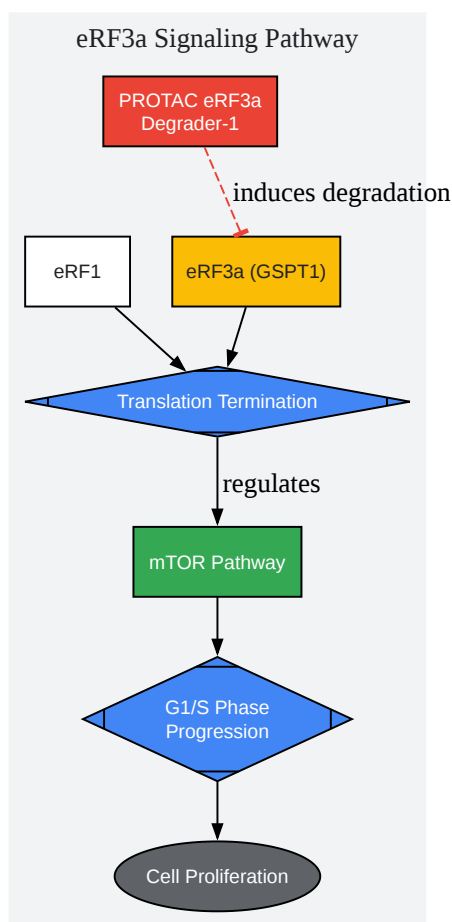 eRF3a Signaling Pathway
PROTAC eRF3a
Degrader-1
induces degradation
eRF1
eRF3a (GSPT1)
Translation Termination
regulates
mTOR Pathway
G1/S Phase
Progression
Cell Proliferation